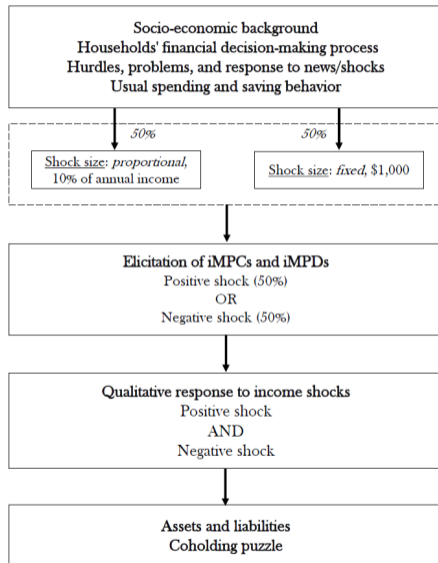 Socio-economic background
Households' financial decision-making process
Hurdles, problems, and response to news/shocks
Usual spending and saving behavior
50%
50%
Shock size: proportional,
10% of annual income
Shock size: fixed, $1,000
Elicitation of iMPCs and iMPDs
Positive shock (50%)
OR
Negative shock (50%)
Qualitative response to income shocks
Positive shock
AND
Negative shock
Assets and liabilities
Coholding puzzle